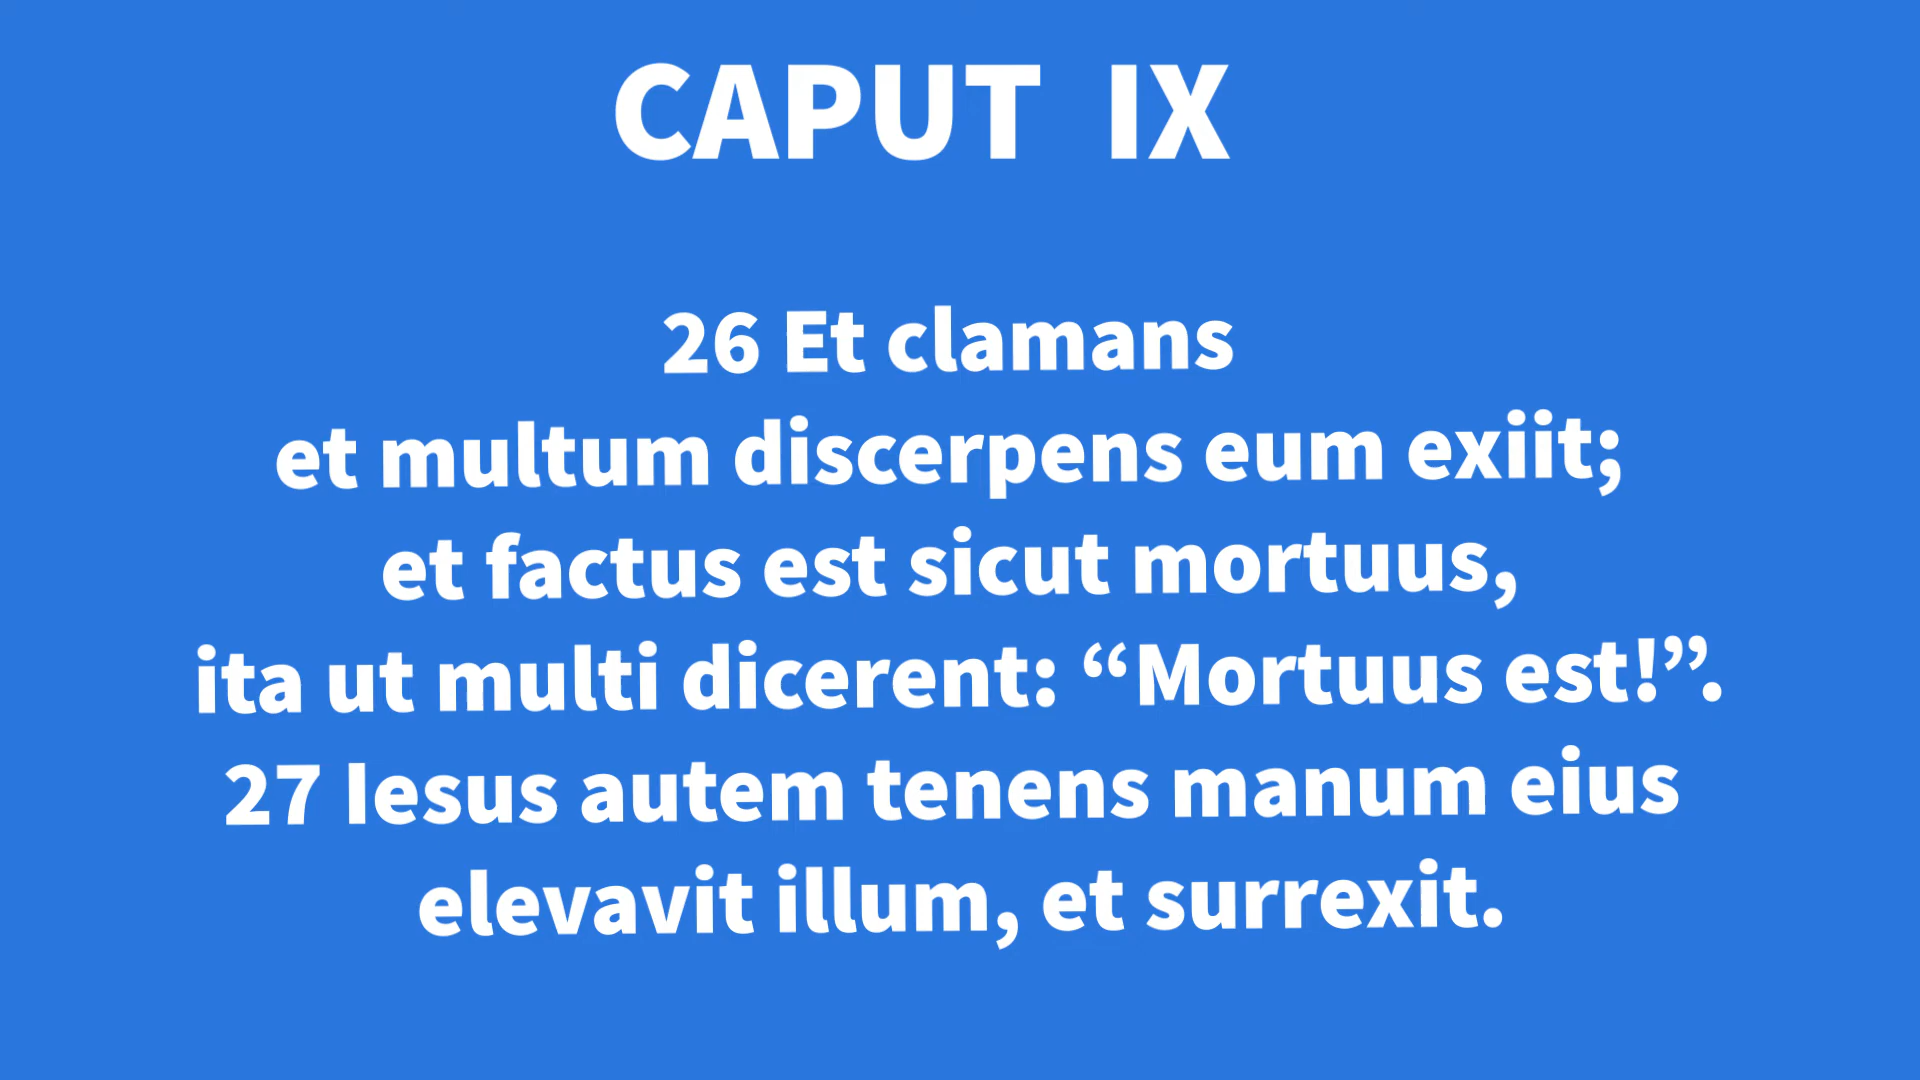 CAPUT IX
26 Et clamans
et multum discerpens eum exiit;
et factus est sicut mortuus,
ita ut multi dicerent: “Mortuus est!”.
27 Iesus autem tenens manum eius
elevavit illum, et surrexit.